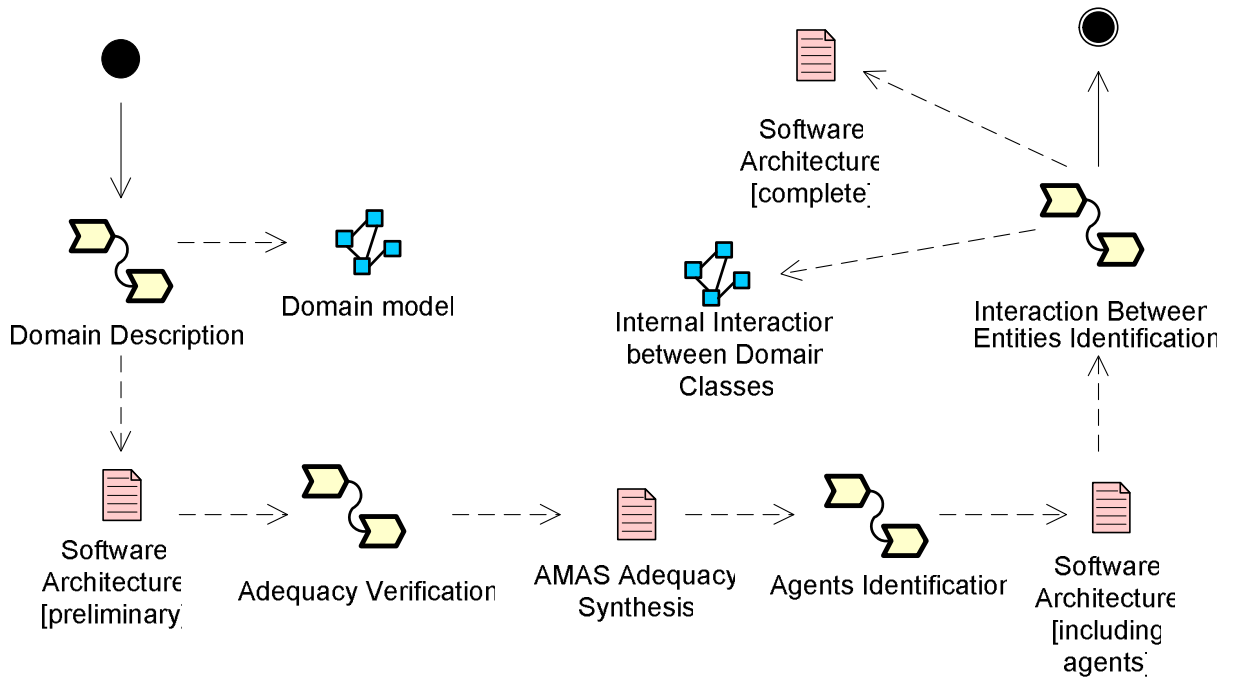 Domain Description
Domain model
Software
Architecture
[preliminary]
Adequacy Verification
AMAS Adequacy
Synthesis
Agents Identification
Software
Architecture
[including
agents]
Interaction Between
Entities Identification
Internal Interaction
between Domain
Classes
Software
Architecture
[complete]